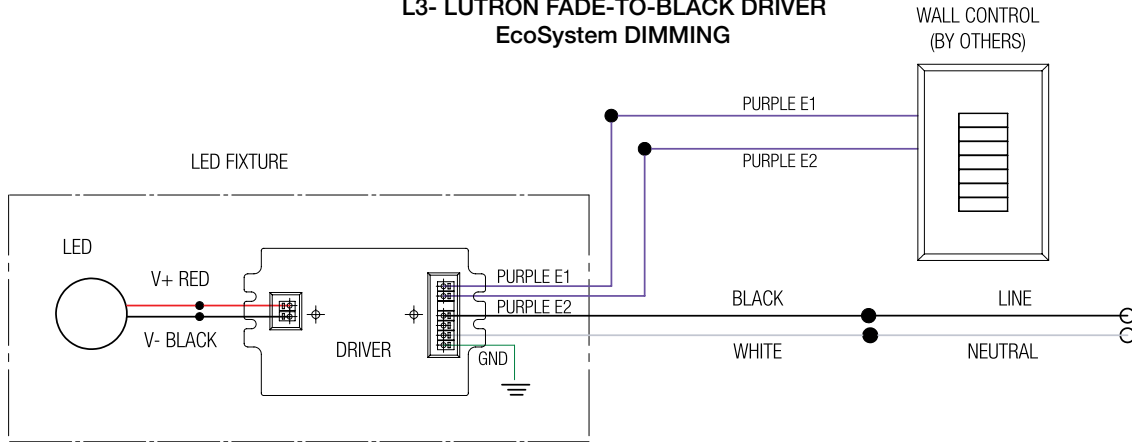 L3- LUTRON FADE-TO-BLACK DRIVER
EcoSystem DIMMING
WALL CONTROL
(BY OTHERS)
PURPLE E1
PURPLE E2
LED FIXTURE
LED
V+ RED
V- BLACK
DRIVER
PURPLE E1
PURPLE E2
GND
BLACK
LINE
WHITE
NEUTRAL